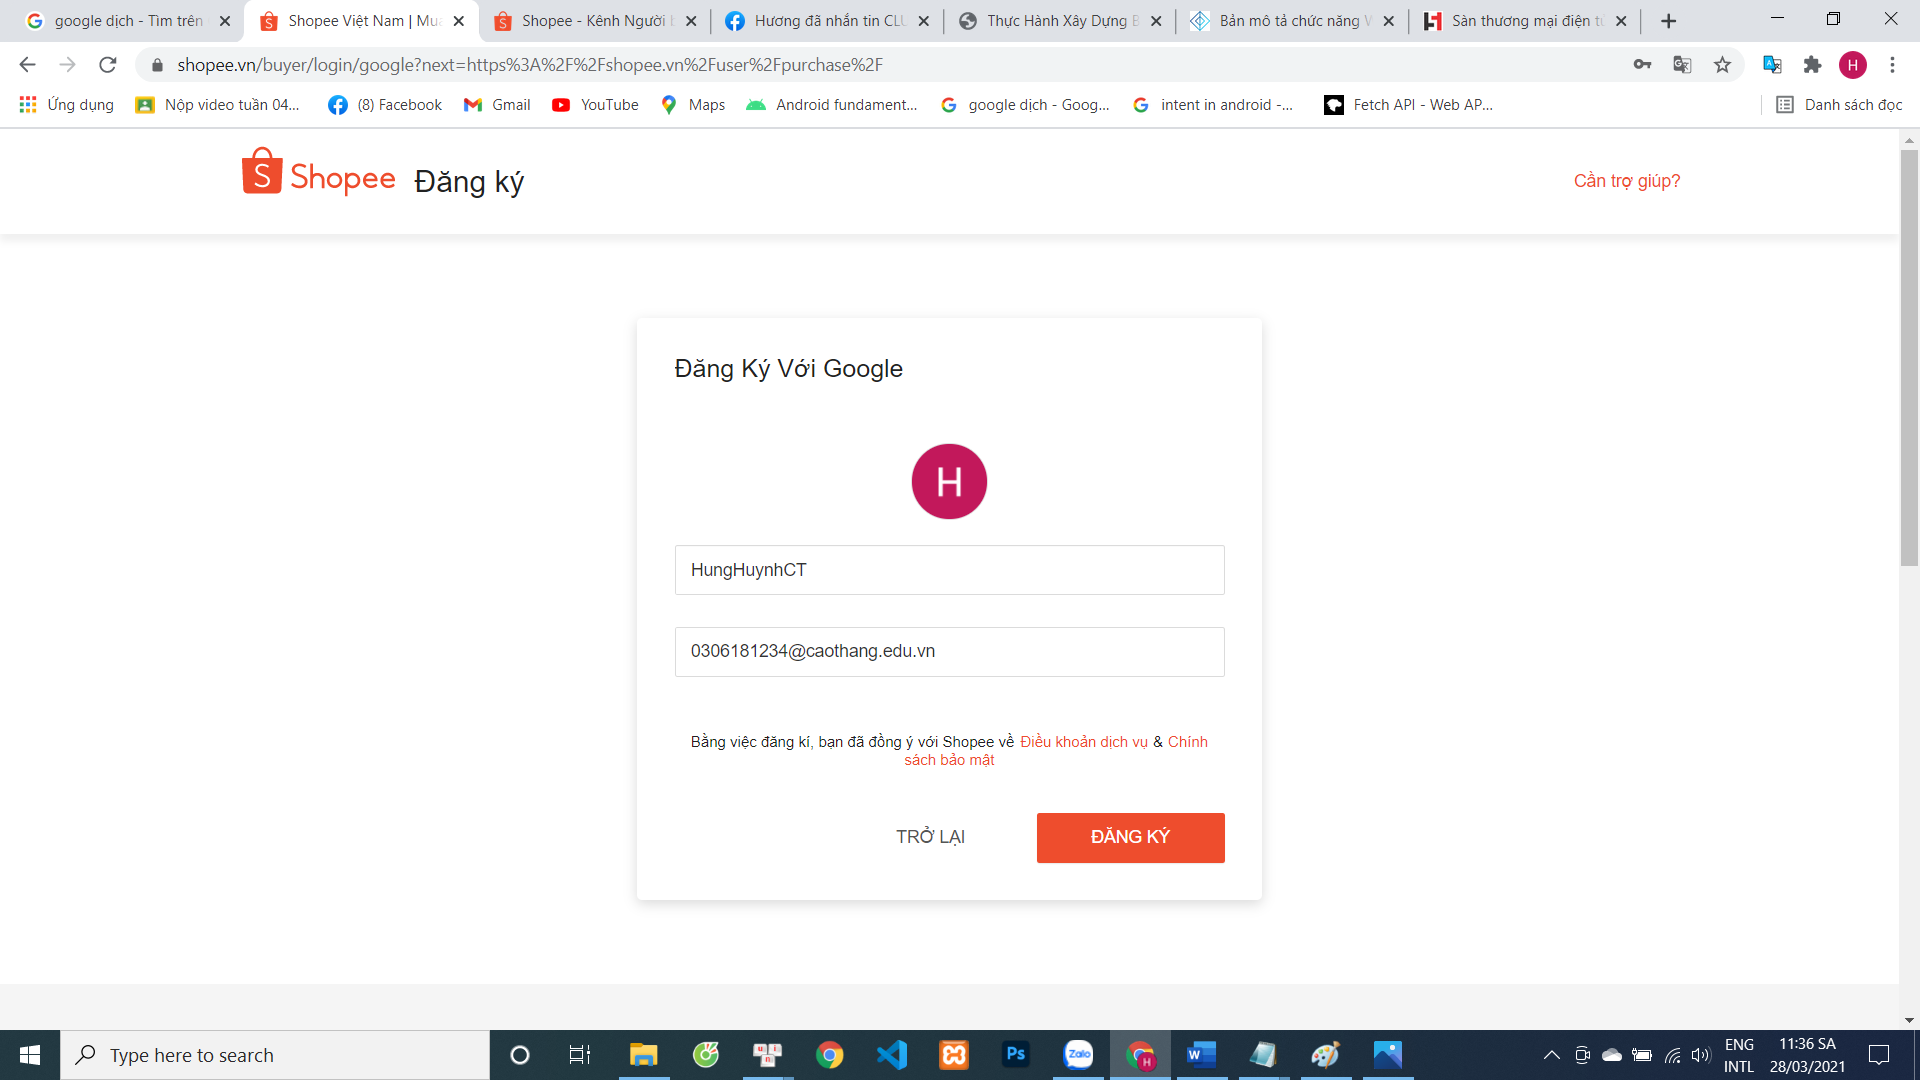 google dịch - Tìm trên
Shopee Việt Nam | Mua
Shopee - Kênh Người b
Hương đã nhắn tin CLU
Thực Hành Xây Dựng B
Bản mô tả chức năng W
Sàn thương mại điện tử
shopee.vn/buyer/login/google?next=https%3A%2F%2Fshopee.vn%2Fuser%2Fpurchase%2F
H
Ứng dụng
Nộp video tuần 04...
(8) Facebook
Gmail
YouTube
Maps
Android fundament...
google dịch - Goog...
intent in android -...
Fetch API - Web AP...
Danh sách đọc
Shopee Đăng ký
Cần trợ giúp?
Đăng Ký Với Google
H
HungHuynhCT
0306181234@caothang.edu.vn
Bằng việc đăng kí, bạn đã đồng ý với Shopee về Điều khoản dịch vụ & Chính
sách bảo mật
TRỞ LẠI
ĐĂNG KÝ
Type here to search
Ps
Zalo
ENG
INTL
11:36 SA
28/03/2021